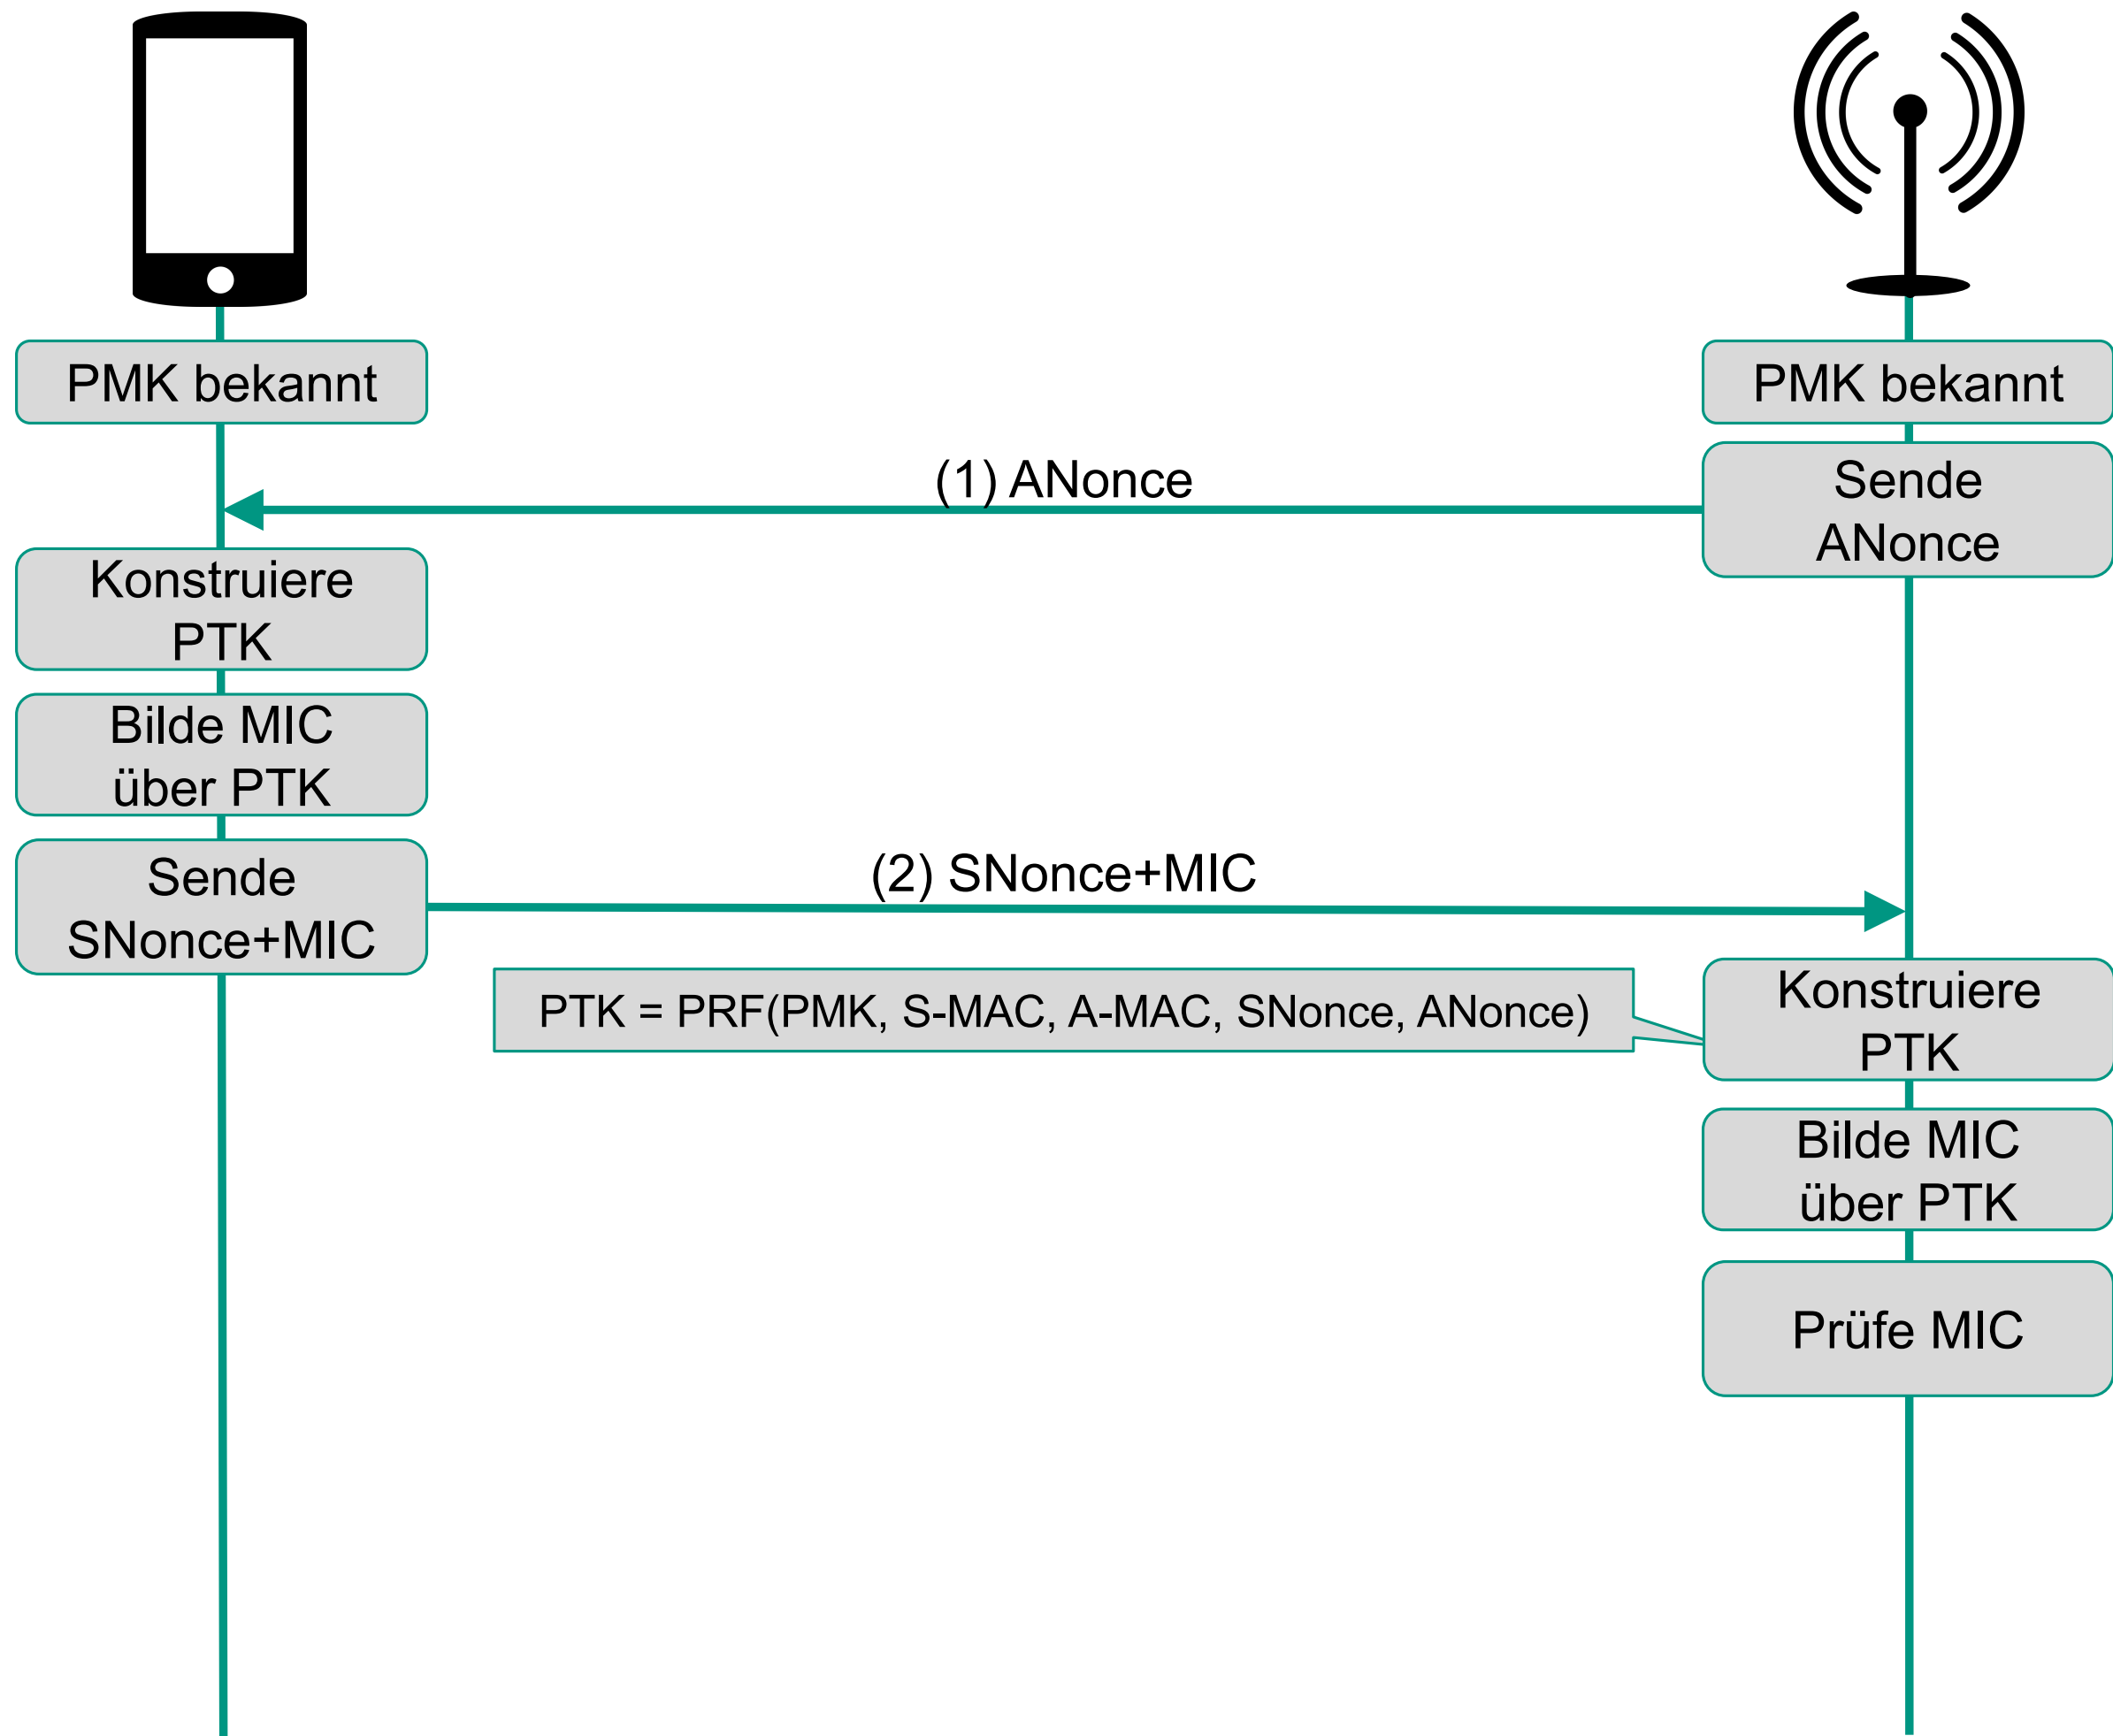 PMK bekannt
PMK bekannt
(1) ANonce
Sende
ANonce
Konstruiere
PTK
Bilde MIC
über PTK
Sende
SNonce+MIC
(2) SNonce+MIC
PTK = PRF(PMK, S-MAC, A-MAC, SNonce, ANonce)
Konstruiere
PTK
Bilde MIC
über PTK
Prüfe MIC